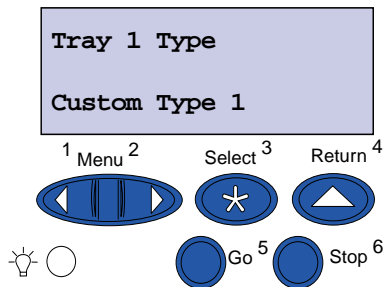 Tray 1 Type
Custom Type 1
1 Menu 2 Select 3 Return 4
Go 5 Stop 6